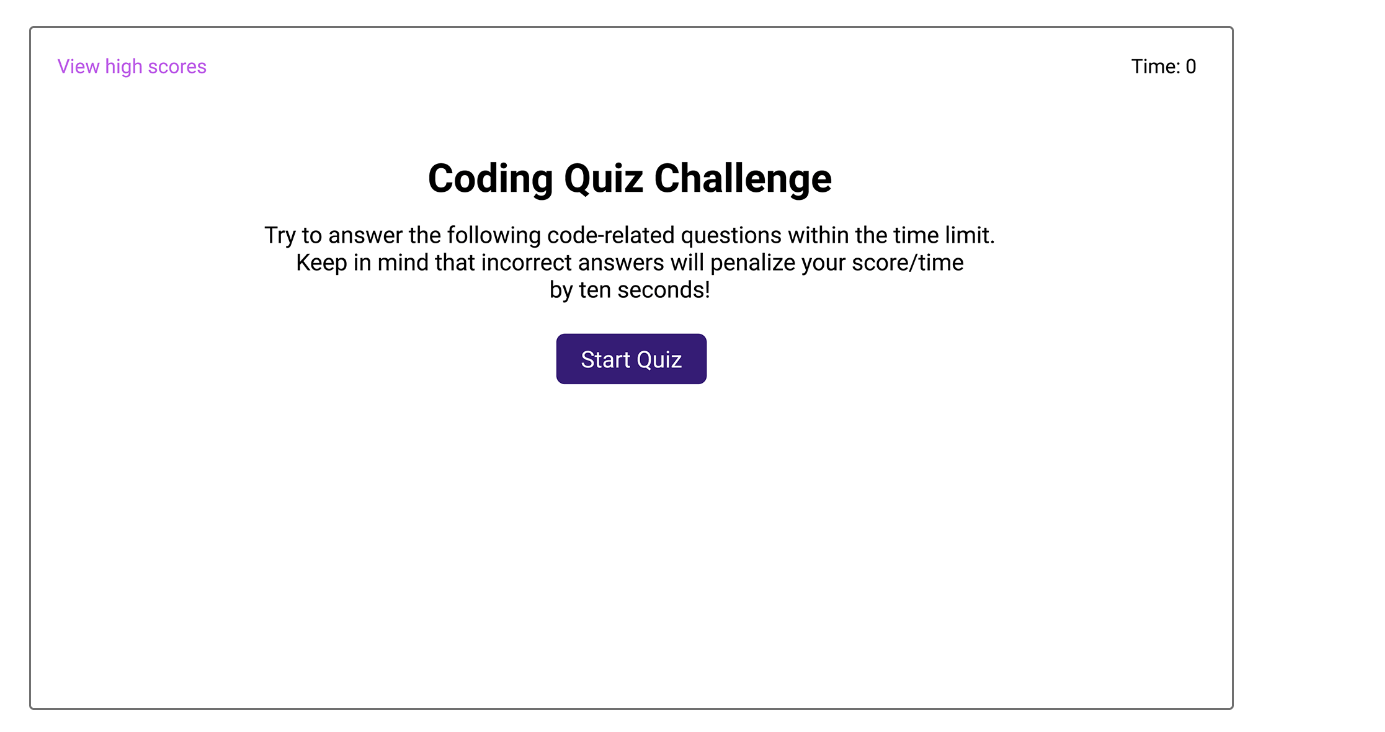 View high scores
Time: 0
Coding Quiz Challenge
Try to answer the following code-related questions within the time limit.
Keep in mind that incorrect answers will penalize your score/time
by ten seconds!
Start Quiz